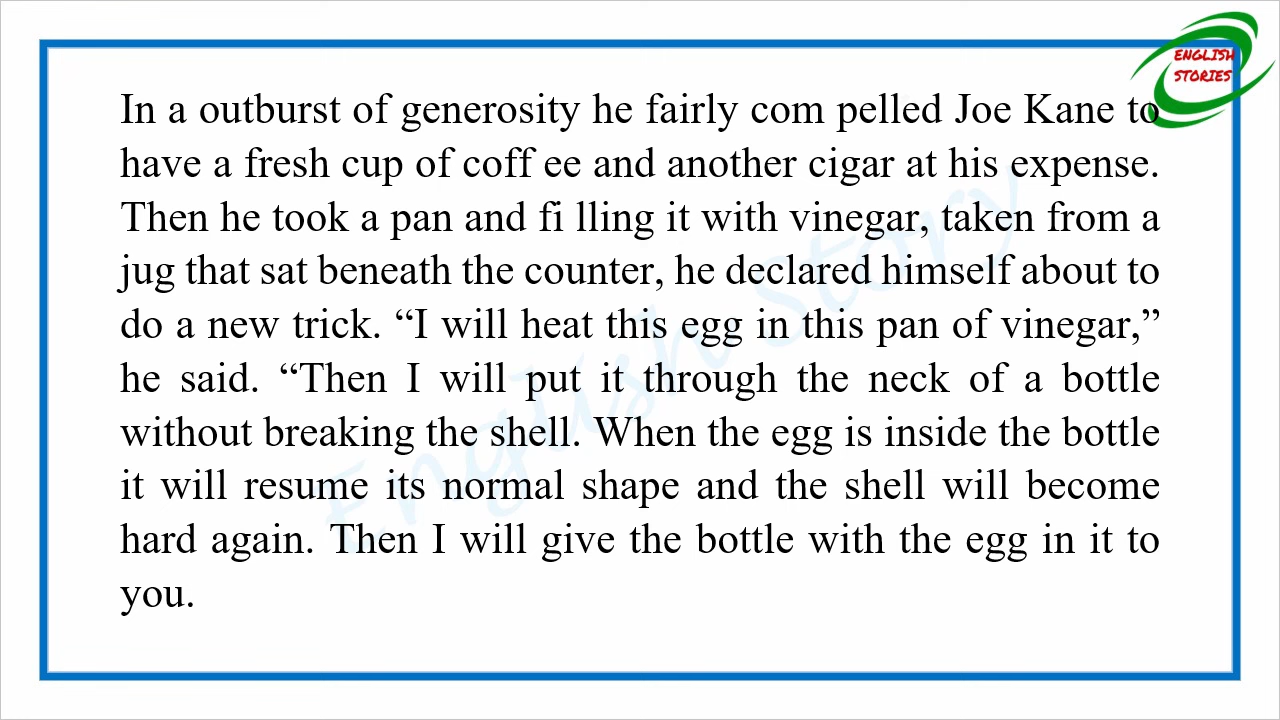 ENGLISH
STORIES
In a outburst of generosity he fairly com pelled Joe Kane to
have a fresh cup of coff ee and another cigar at his expense.
Then he took a pan and fi lling it with vinegar, taken from a
jug that sat beneath the counter, he declared himself about to
do a new trick. “I will heat this egg in this pan of vinegar,”
he said. “Then I will put it through the neck of a bottle
without breaking the shell. When the egg is inside the bottle
it will resume its normal shape and the shell will become
hard again. Then I will give the bottle with the egg in it to
you.
English Story